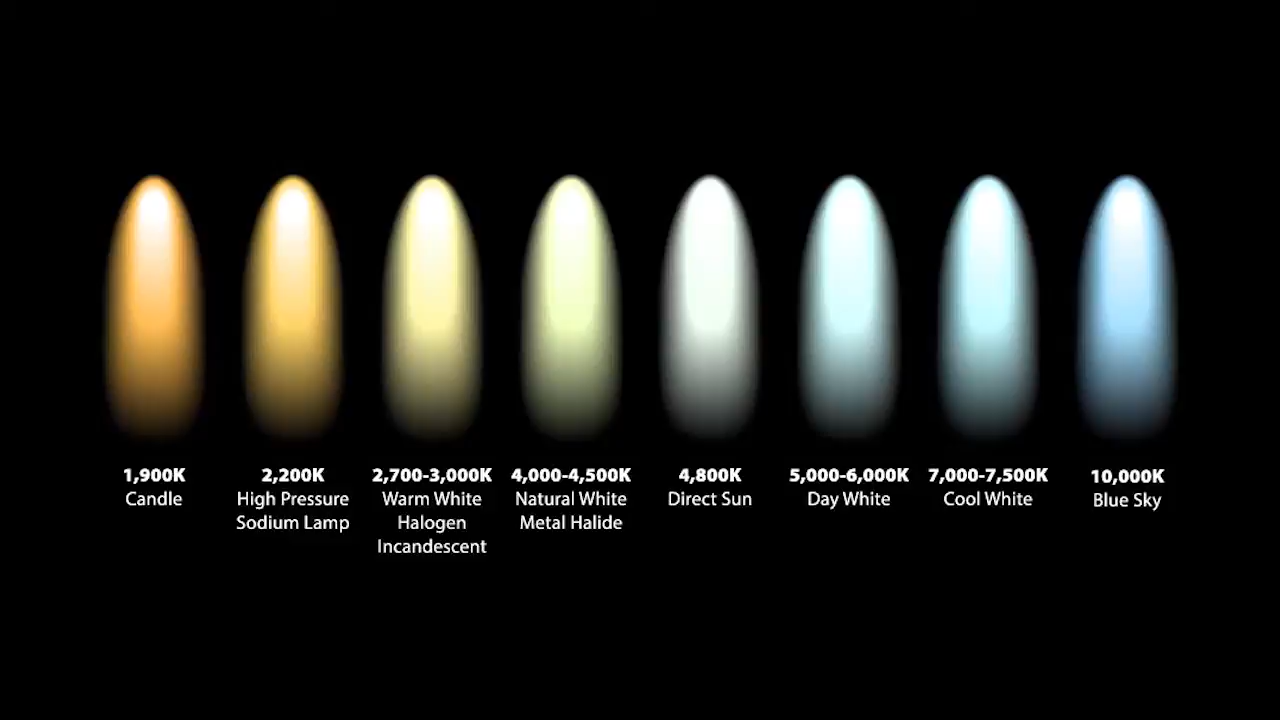 1,900K
Candle
2,200K
High Pressure
Sodium Lamp
2,700-3,000K
Warm White
Halogen
Incandescent
4,000-4,500K
Natural White
Metal Halide
4,800K
Direct Sun
5,000-6,000K
Day White
7,000-7,500K
Cool White
10,000K
Blue Sky